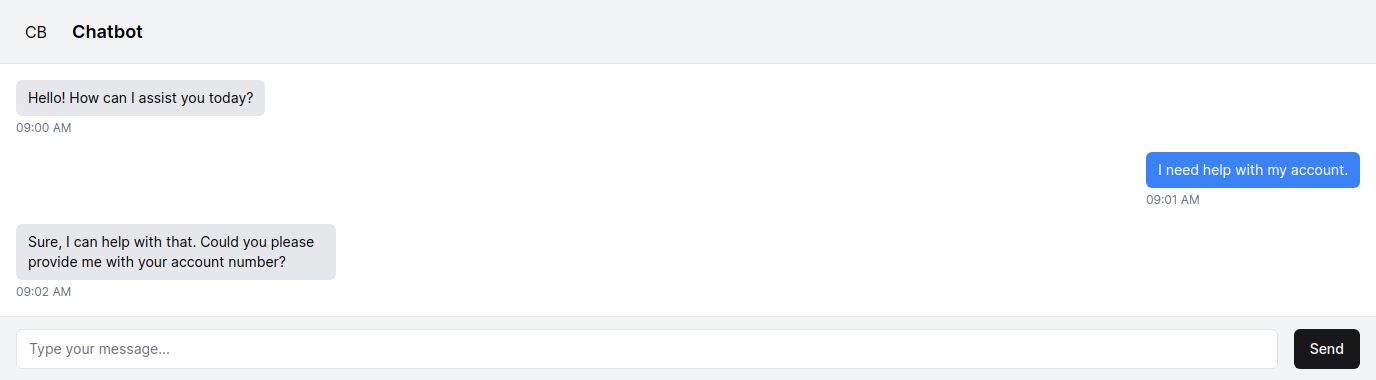 CB Chatbot
Hello! How can I assist you today?
09:00 AM
I need help with my account.
09:01 AM
Sure, I can help with that. Could you please
provide me with your account number?
09:02 AM
Type your message...
Send